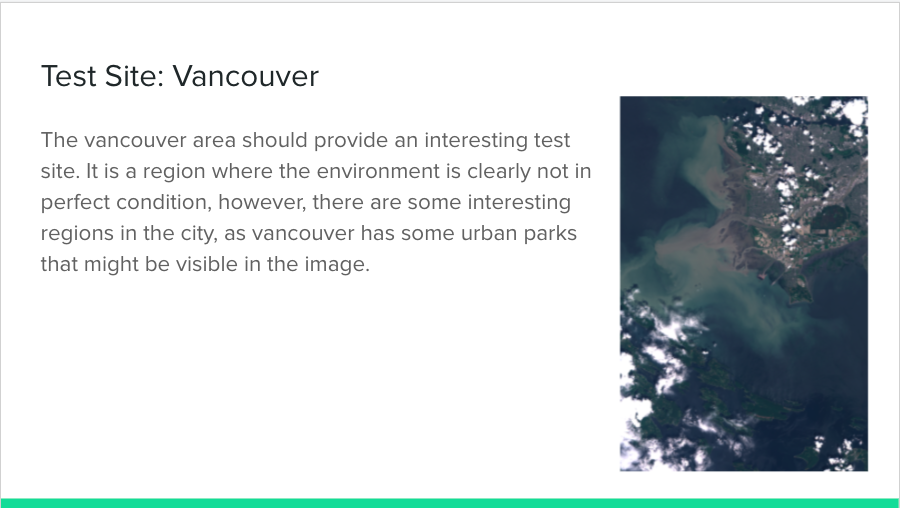 Test Site: Vancouver
The vancouver area should provide an interesting test
site. It is a region where the environment is clearly not in
perfect condition, however, there are some interesting
regions in the city, as vancouver has some urban parks
that might be visible in the image.